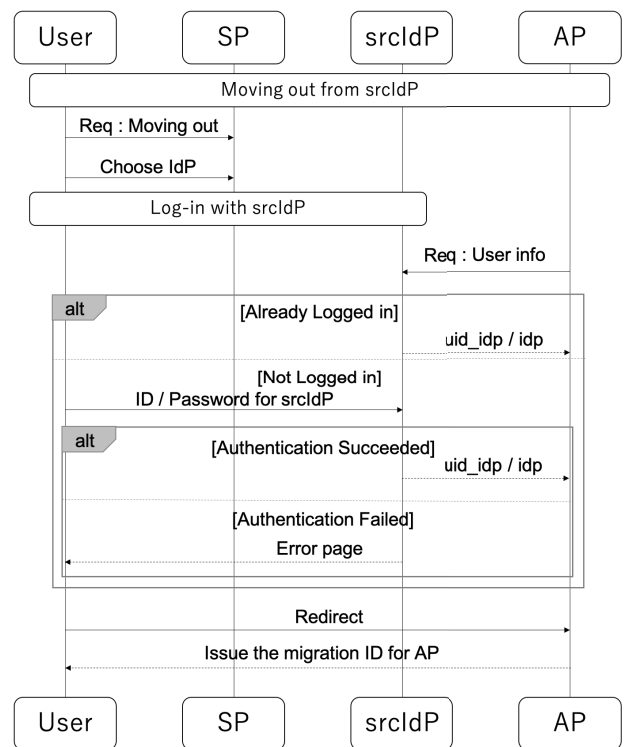 User SP srcIdP AP
Moving out from srcIdP
Req : Moving out
Choose IdP
Log-in with srcIdP
Req : User info
alt [Already Logged in]
uid_idp / idp
[Not Logged in]
ID / Password for srcIdP
alt [Authentication Succeeded]
uid_idp / idp
[Authentication Failed]
Error page
Redirect
Issue the migration ID for AP
User SP srcIdP AP